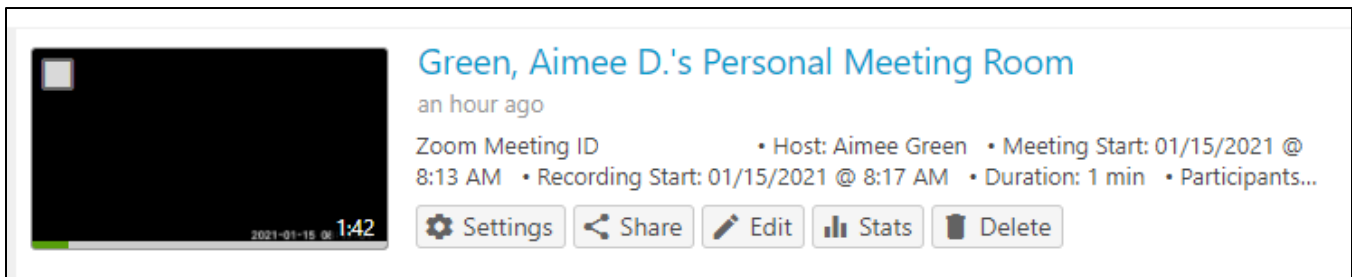 Green, Aimee D.'s Personal Meeting Room
an hour ago
Zoom Meeting ID • Host: Aimee Green • Meeting Start: 01/15/2021 @
8:13 AM • Recording Start: 01/15/2021 @ 8:17 AM • Duration: 1 min • Participants...
2021-01-15 1:42
Settings Share Edit Stats Delete